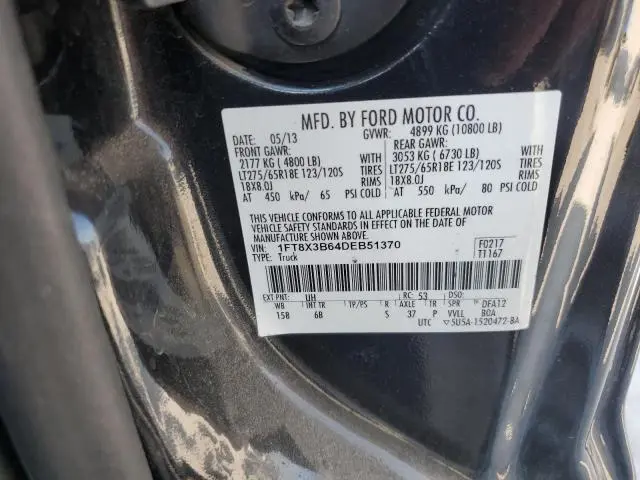 MFD. BY FORD MOTOR CO.
DATE: 05/13 GVWR: 4899 KG (10800 LB)
FRONT GAWR: REAR GAWR:
2177 KG (4800 LB) WITH 3053 KG (6730 LB) WITH
LT275/65R18E 123/120S TIRES LT275/65R18E 123/120S TIRES
18X8.0J RIMS 18X8.0J RIMS
AT 450 kPa/ 65 PSI COLD AT 550 kPa/ 80 PSI COLD
THIS VEHICLE CONFORMS TO ALL APPLICABLE FEDERAL MOTOR
VEHICLE SAFETY STANDARDS IN EFFECT ON THE DATE OF
MANUFACTURE SHOWN ABOVE.
VIN: 1FT8X3B64DEB51370 F0217
TYPE: Truck T1167
EXT PNT: UH RC: 53 DSO:
WB INT TR TP/PS R AXLE TR SPR DFA12
158 6B S 37 P VVLL BOA
UTC ▽5U5A-1520472-BA